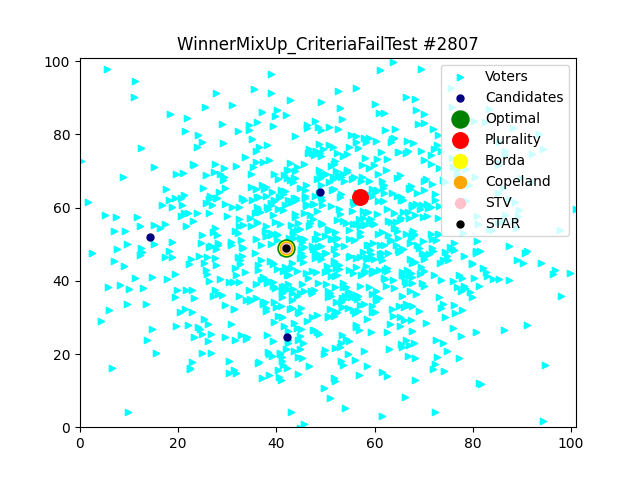 WinnerMixUp_CriteriaFailTest #2807
100
80
60
40
20
0
0
20
40
60
80
100
Voters
Candidates
Optimal
Plurality
Borda
Copeland
STV
STAR